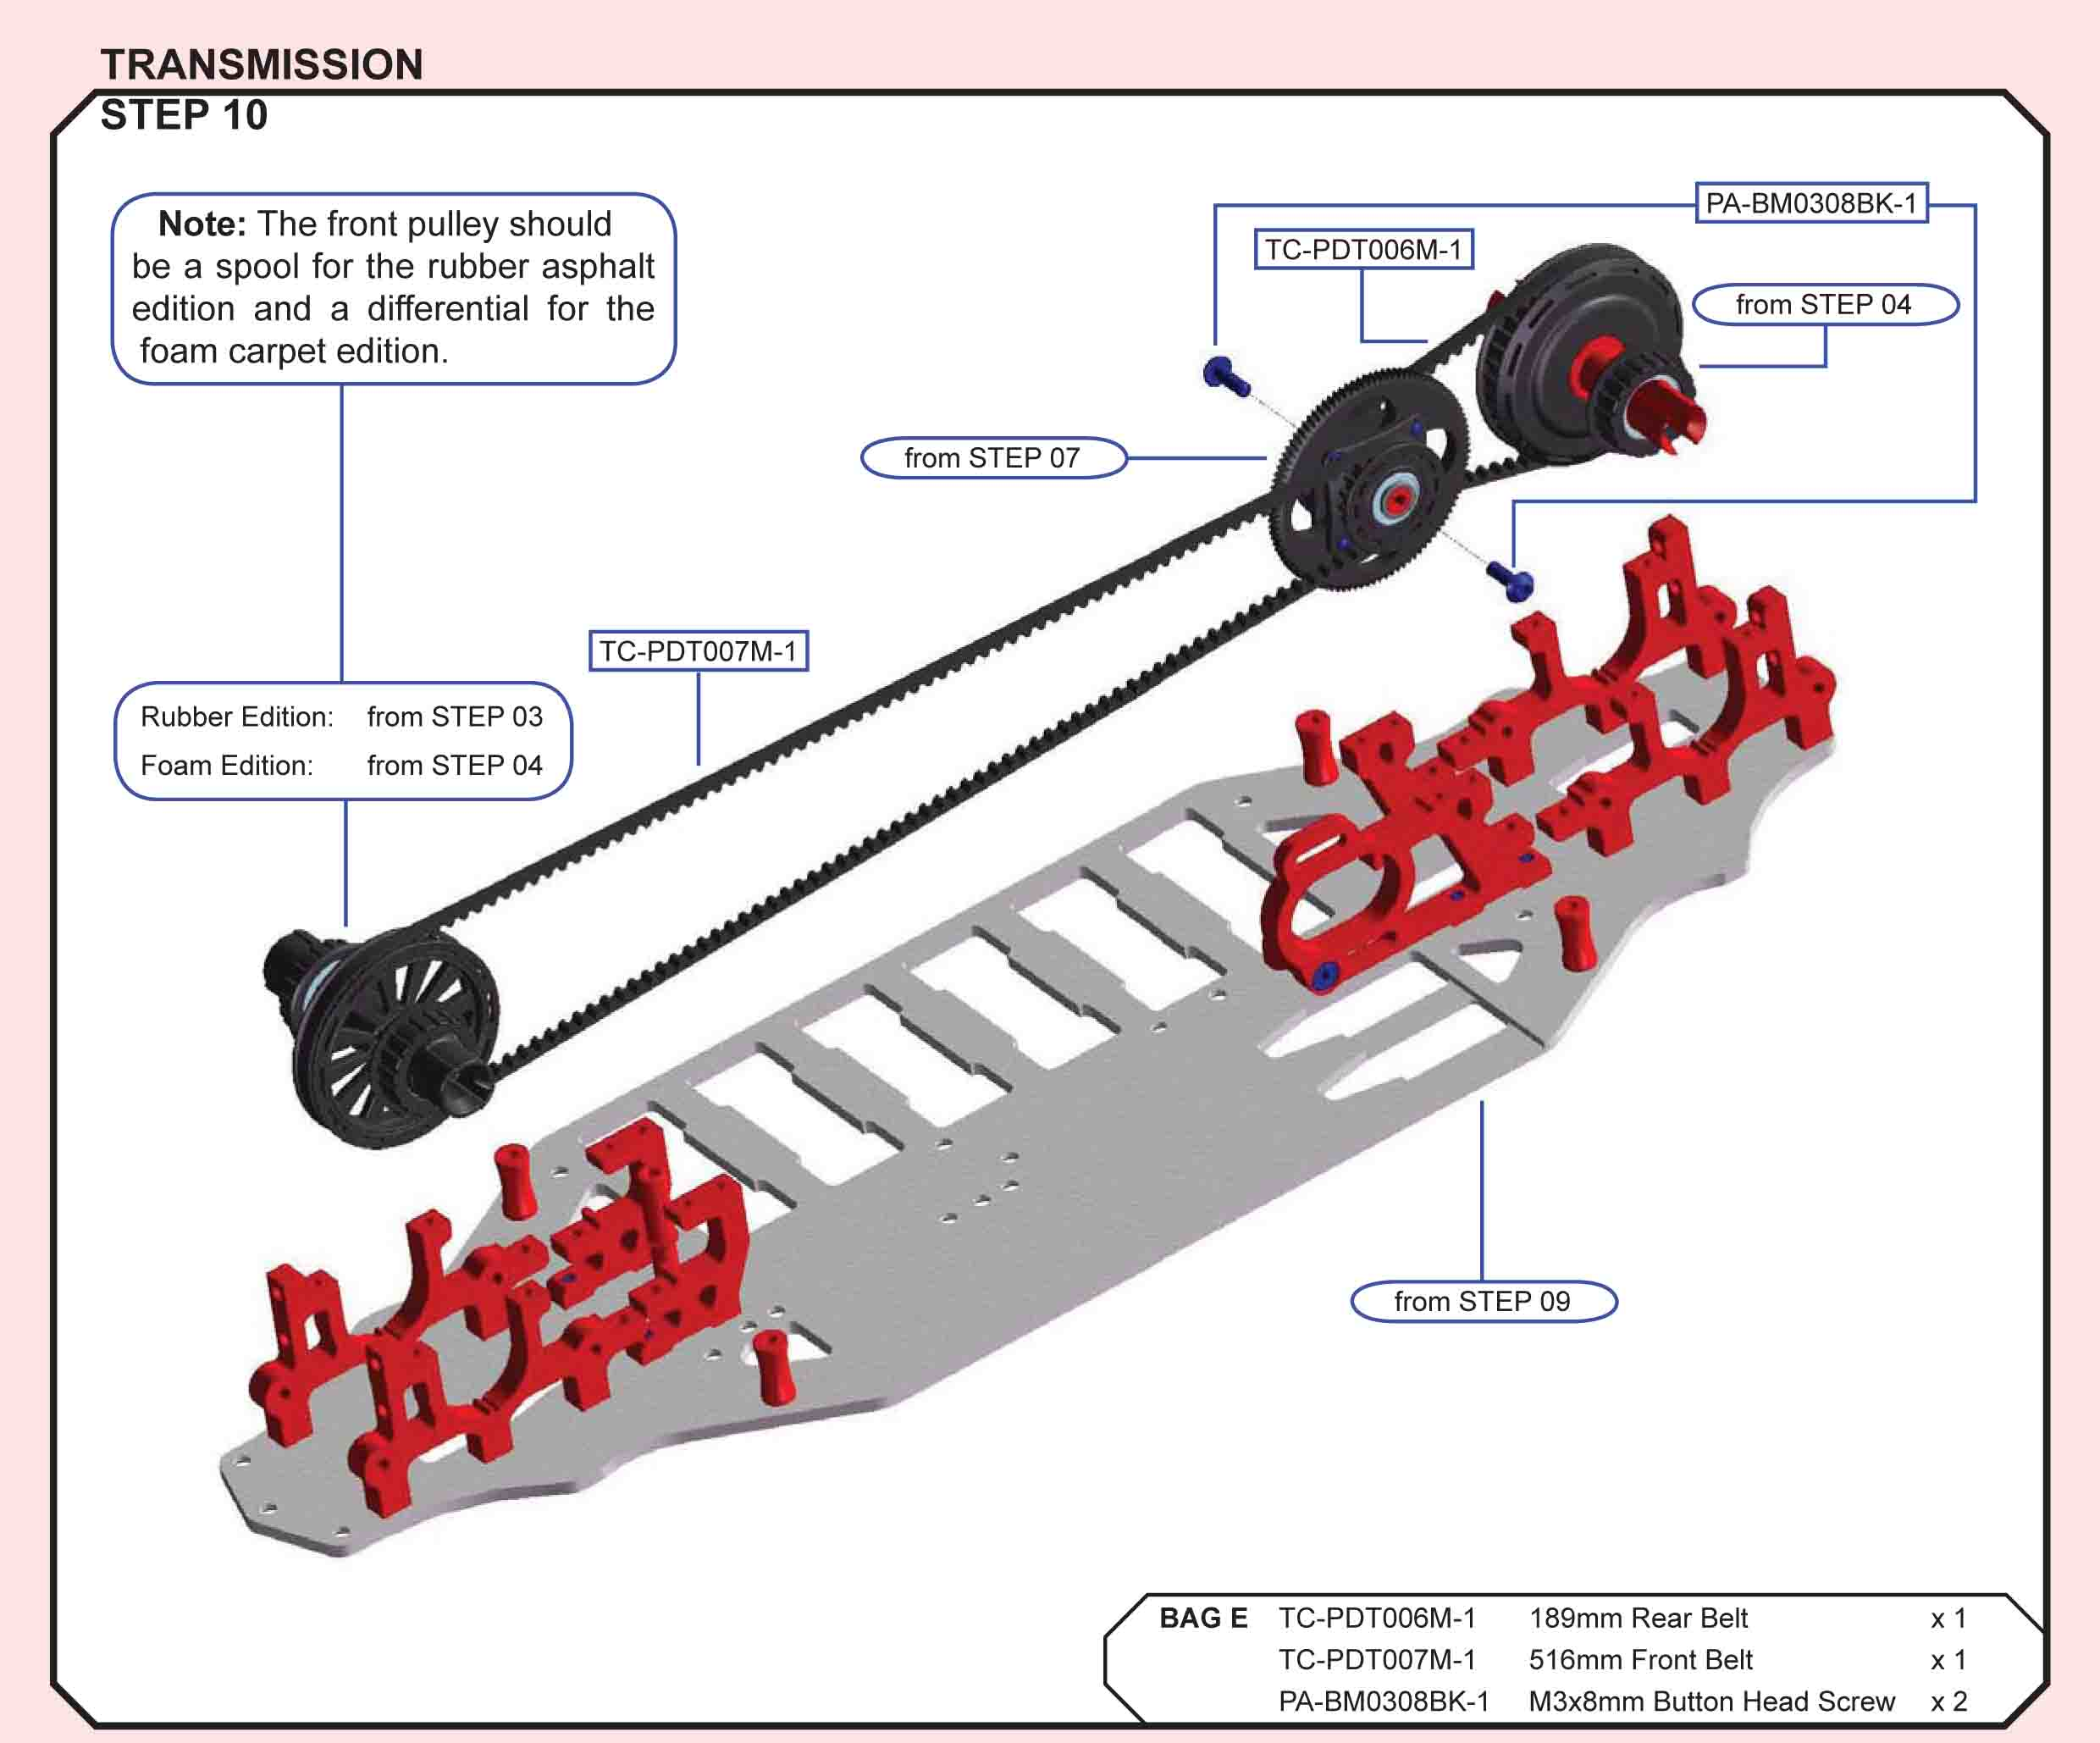 TRANSMISSION
STEP 10
Note: The front pulley should
be a spool for the rubber asphalt
edition and a differential for the
foam carpet edition.
PA-BM0308BK-1
TC-PDT006M-1
from STEP 04
from STEP 07
TC-PDT007M-1
Rubber Edition: from STEP 03
Foam Edition: from STEP 04
from STEP 09
BAG E TC-PDT006M-1 189mm Rear Belt x 1
TC-PDT007M-1 516mm Front Belt x 1
PA-BM0308BK-1 M3x8mm Button Head Screw x 2